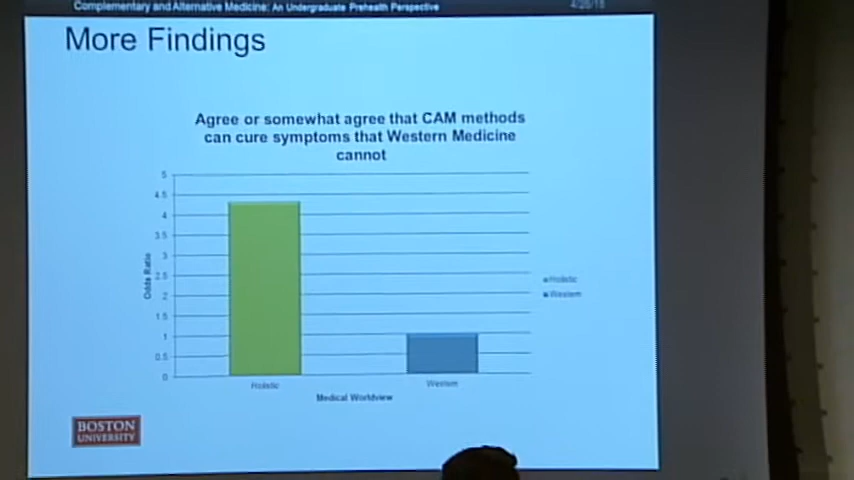 Complementary and Alternative Medicine: An Undergraduate Prehealth Perspective
More Findings
Agree or somewhat agree that CAM methods
can cure symptoms that Western Medicine
cannot
5
4.5
4
3.5
3
2.5
2
1.5
1
0.5
0
Odds Ratio
Holistic
Western
Medical Worldview
Holistic
Western
BOSTON
UNIVERSITY